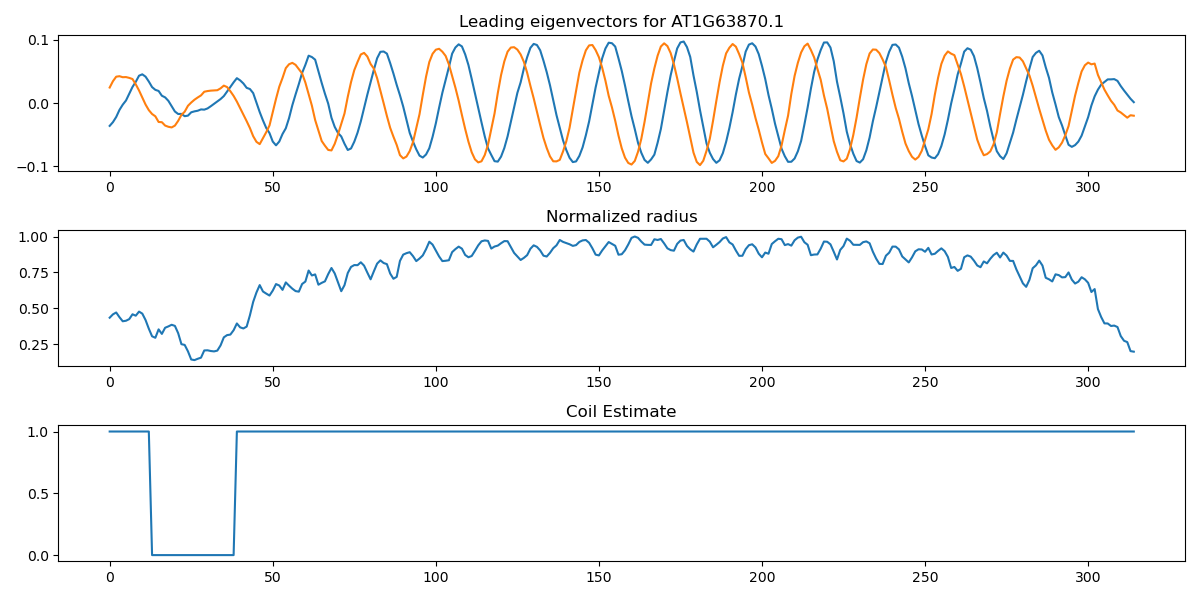 Leading eigenvectors for AT1G63870.1
0.1
0.0
−0.1
0 50 100 150 200 250 300
Normalized radius
1.00
0.75
0.50
0.25
0 50 100 150 200 250 300
Coil Estimate
1.0
0.5
0.0
0 50 100 150 200 250 300